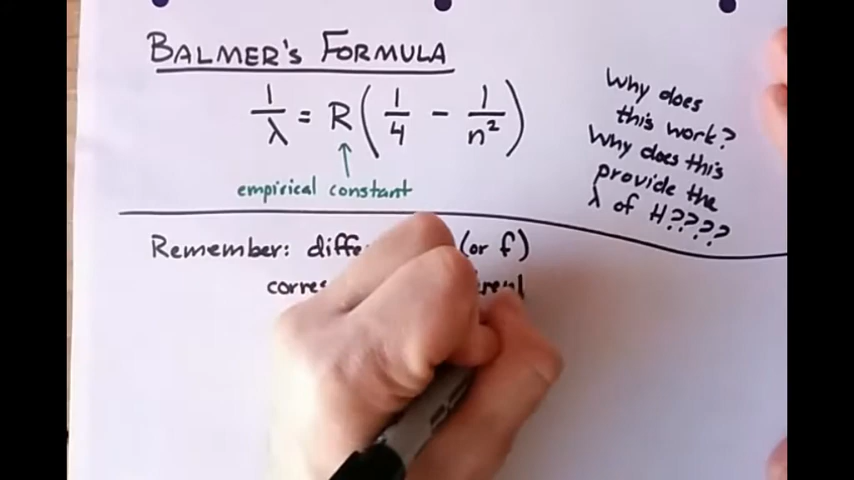 BALMER'S FORMULA
1/λ = R(1/4 - 1/n²)
empirical constant
Why does
this work?
Why does this
provide the
λ of H????
Remember: (or f)